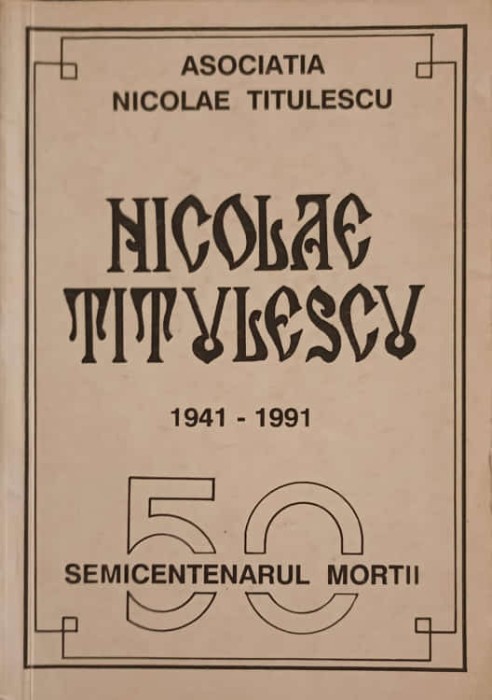 ASOCIATIA
NICOLAE TITULESCU
NICOLAE
TITULESCU
1941 - 1991
50
SEMICENTENARUL MORTII